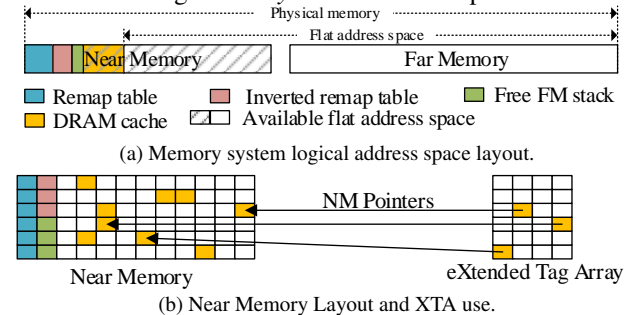 Physical memory
Flat address space
Near Memory
Far Memory
Remap table
Inverted remap table
Free FM stack
DRAM cache
Available flat address space
(a) Memory system logical address space layout.
NM Pointers
Near Memory
eXtended Tag Array
(b) Near Memory Layout and XTA use.